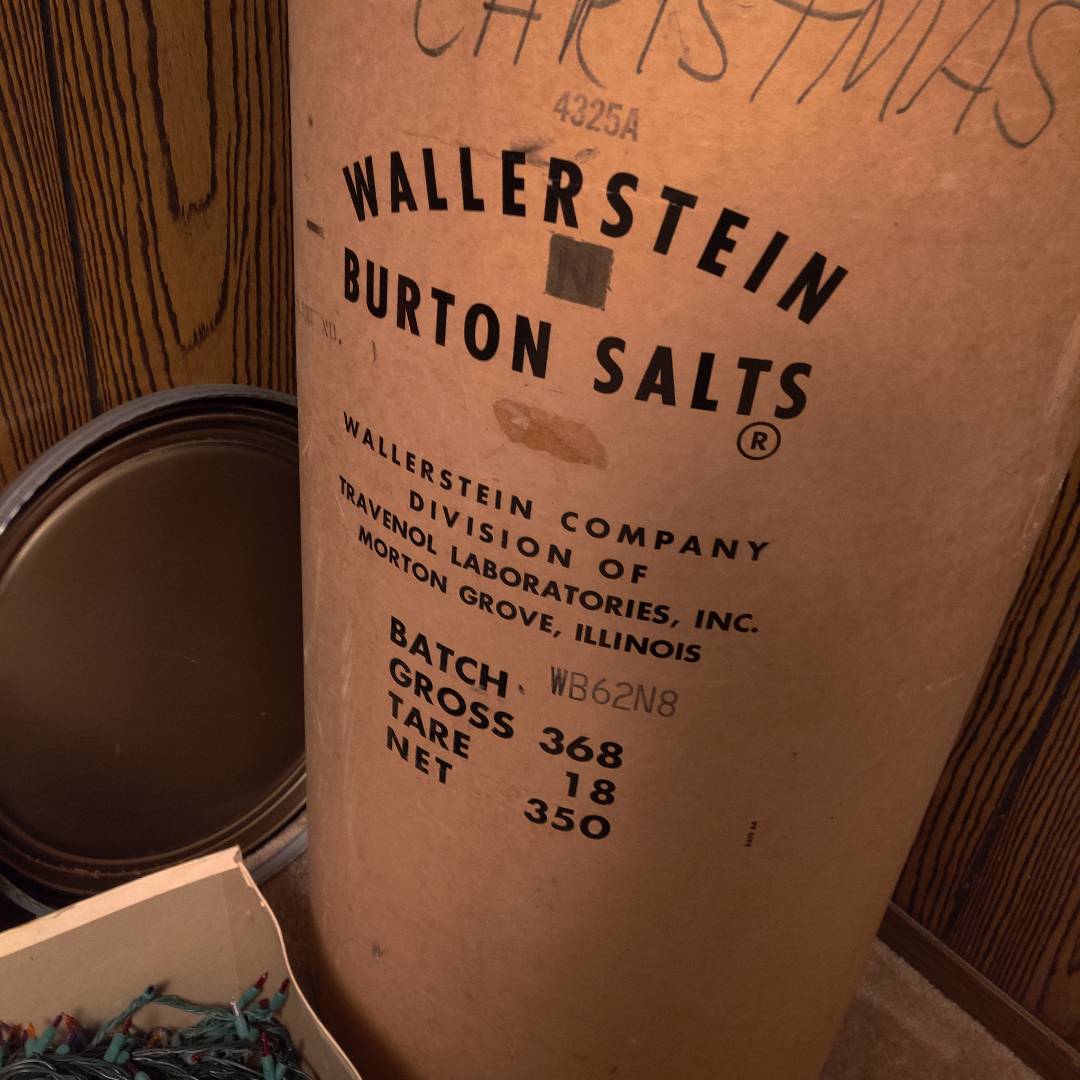 CHRISTMAS
4325A
WALLERSTEIN
N
BURTON SALTS
®
WALLERSTEIN COMPANY
DIVISION OF
TRAVENOL LABORATORIES, INC.
MORTON GROVE, ILLINOIS
BATCH WB62N8
GROSS 368
TARE 18
NET 350